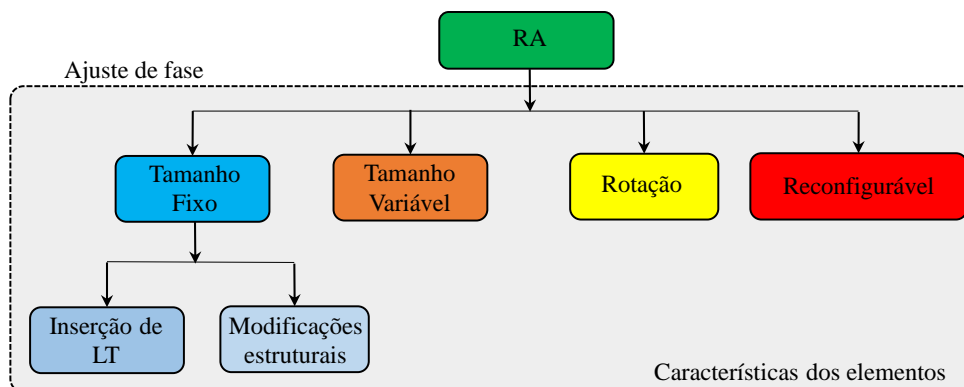 RA
Ajuste de fase
Tamanho
Fixo
Tamanho
Variável
Rotação
Reconfigurável
Inserção de
LT
Modificações
estruturais
Características dos elementos